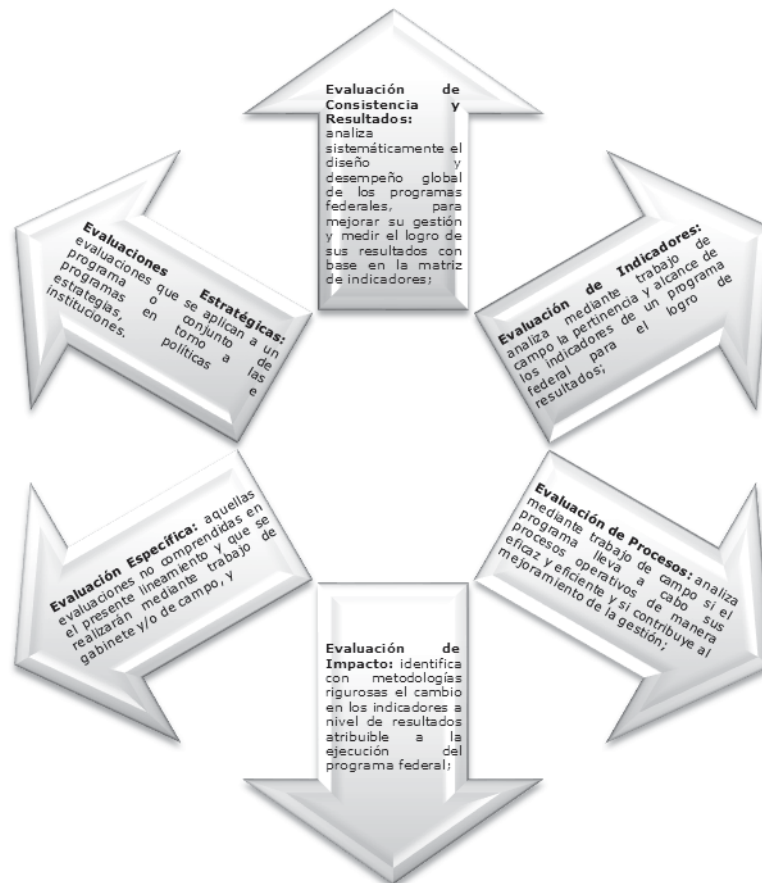 Evaluación de
Consistencia y
Resultados:
analiza
sistemáticamente el
diseño y
desempeño global
de los programas
federales, para
mejorar su gestión
y medir el logro de
sus resultados con
base en la matriz
de indicadores;
Evaluación de Indicadores:
analiza mediante trabajo de
campo la pertinencia y alcance de
los indicadores de un programa
federal para el logro de
resultados;
Evaluación de Procesos: analiza
mediante trabajo de campo si el
programa lleva a cabo sus
procesos operativos de manera
eficaz y eficiente y si contribuye al
mejoramiento de la gestión;
Evaluación de
Impacto: identifica
con metodologías
rigurosas el cambio
en los indicadores a
nivel de resultados
atribuible a la
ejecución del
programa federal;
Evaluación Específica: aquellas
evaluaciones no comprendidas en
el presente lineamiento y que se
realizarán mediante trabajo de
gabinete y/o de campo, y
Evaluaciones Estratégicas:
evaluaciones que se aplican a un
programa o conjunto de
programas en torno a las
estrategias, políticas e
instituciones.